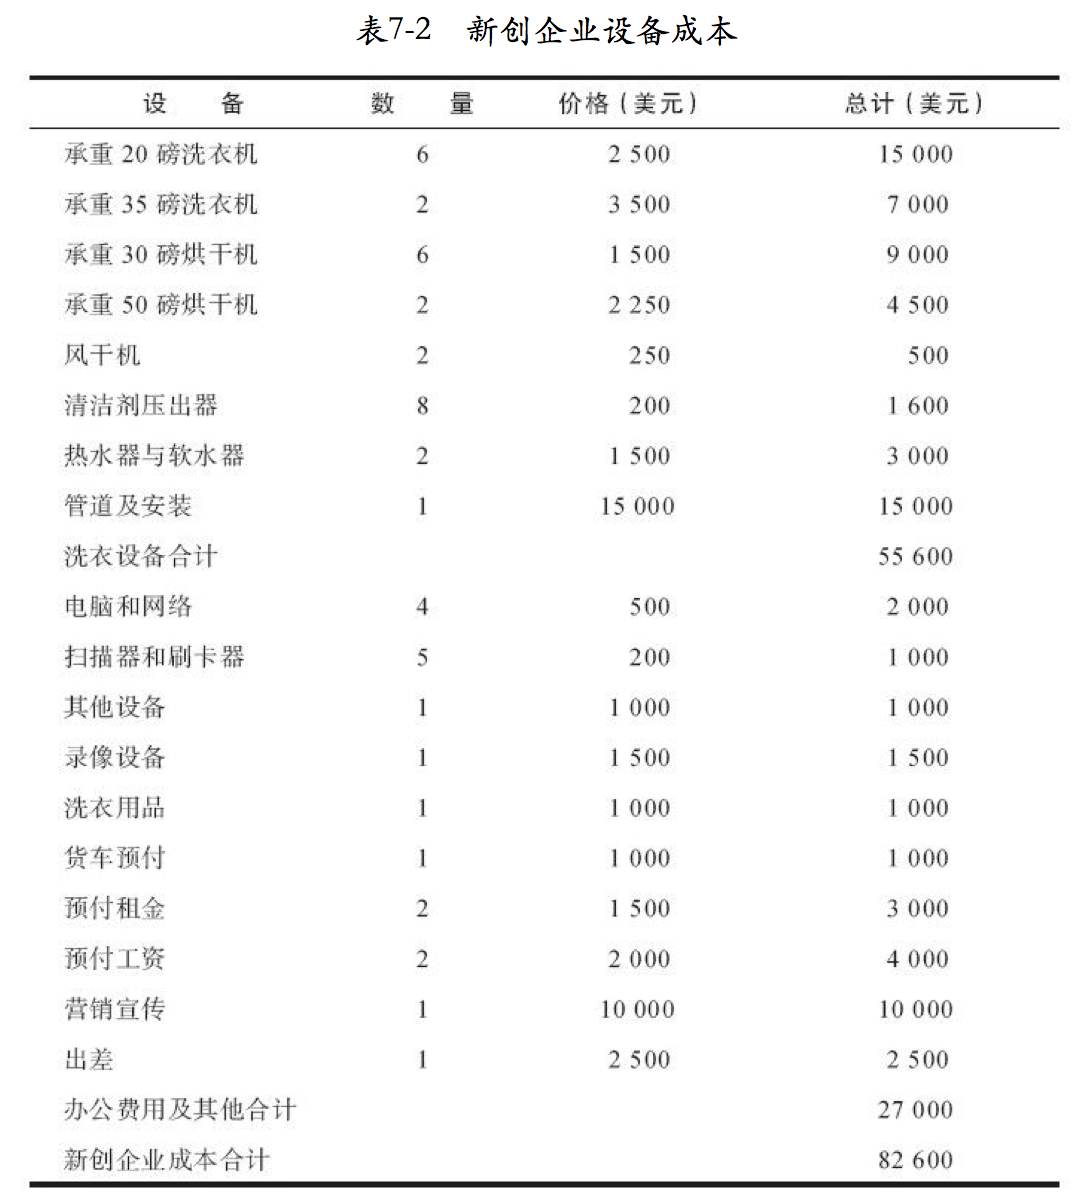 表7-2 新创企业设备成本
设 备 数 量 价格(美元) 总计(美元)
承重 20 磅洗衣机 6 2 500 15 000
承重 35 磅洗衣机 2 3 500 7 000
承重 30 磅烘干机 6 1 500 9 000
承重 50 磅烘干机 2 2 250 4 500
风干机 2 250 500
清洁剂压出器 8 200 1 600
热水器与软水器 2 1 500 3 000
管道及安装 1 15 000 15 000
洗衣设备合计 55 600
电脑和网络 4 500 2 000
扫描器和刷卡器 5 200 1 000
其他设备 1 1 000 1 000
录像设备 1 1 500 1 500
洗衣用品 1 1 000 1 000
货车预付 1 1 000 1 000
预付租金 2 1 500 3 000
预付工资 2 2 000 4 000
营销宣传 1 10 000 10 000
出差 1 2 500 2 500
办公费用及其他合计 27 000
新创企业成本合计 82 600